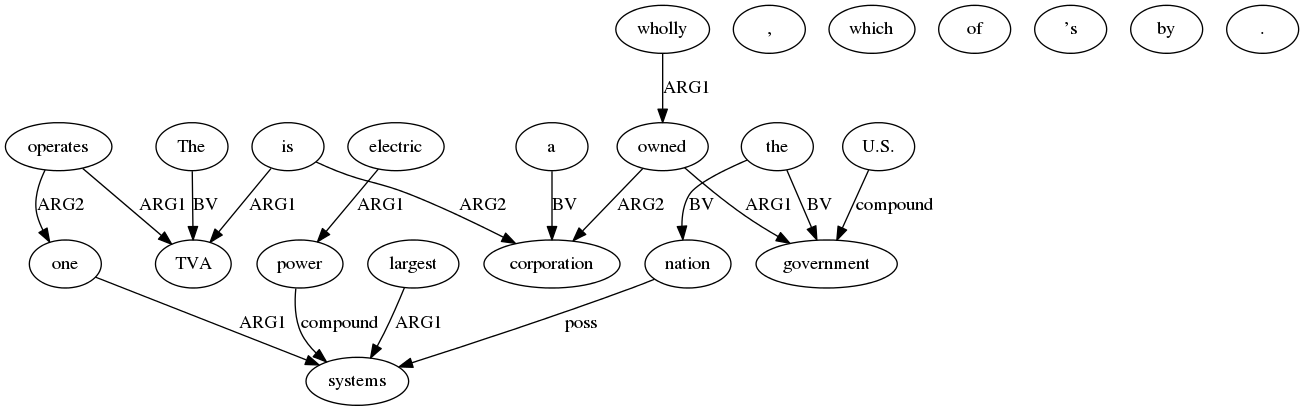 wholly , which of 's by .
ARG1
operates The is electric a owned the U.S.
ARG2 ARG1 BV ARG1 ARG1 ARG2 BV ARG2 BV ARG1 BV compound
one TVA power largest corporation nation government
ARG1 compound ARG1 poss
systems